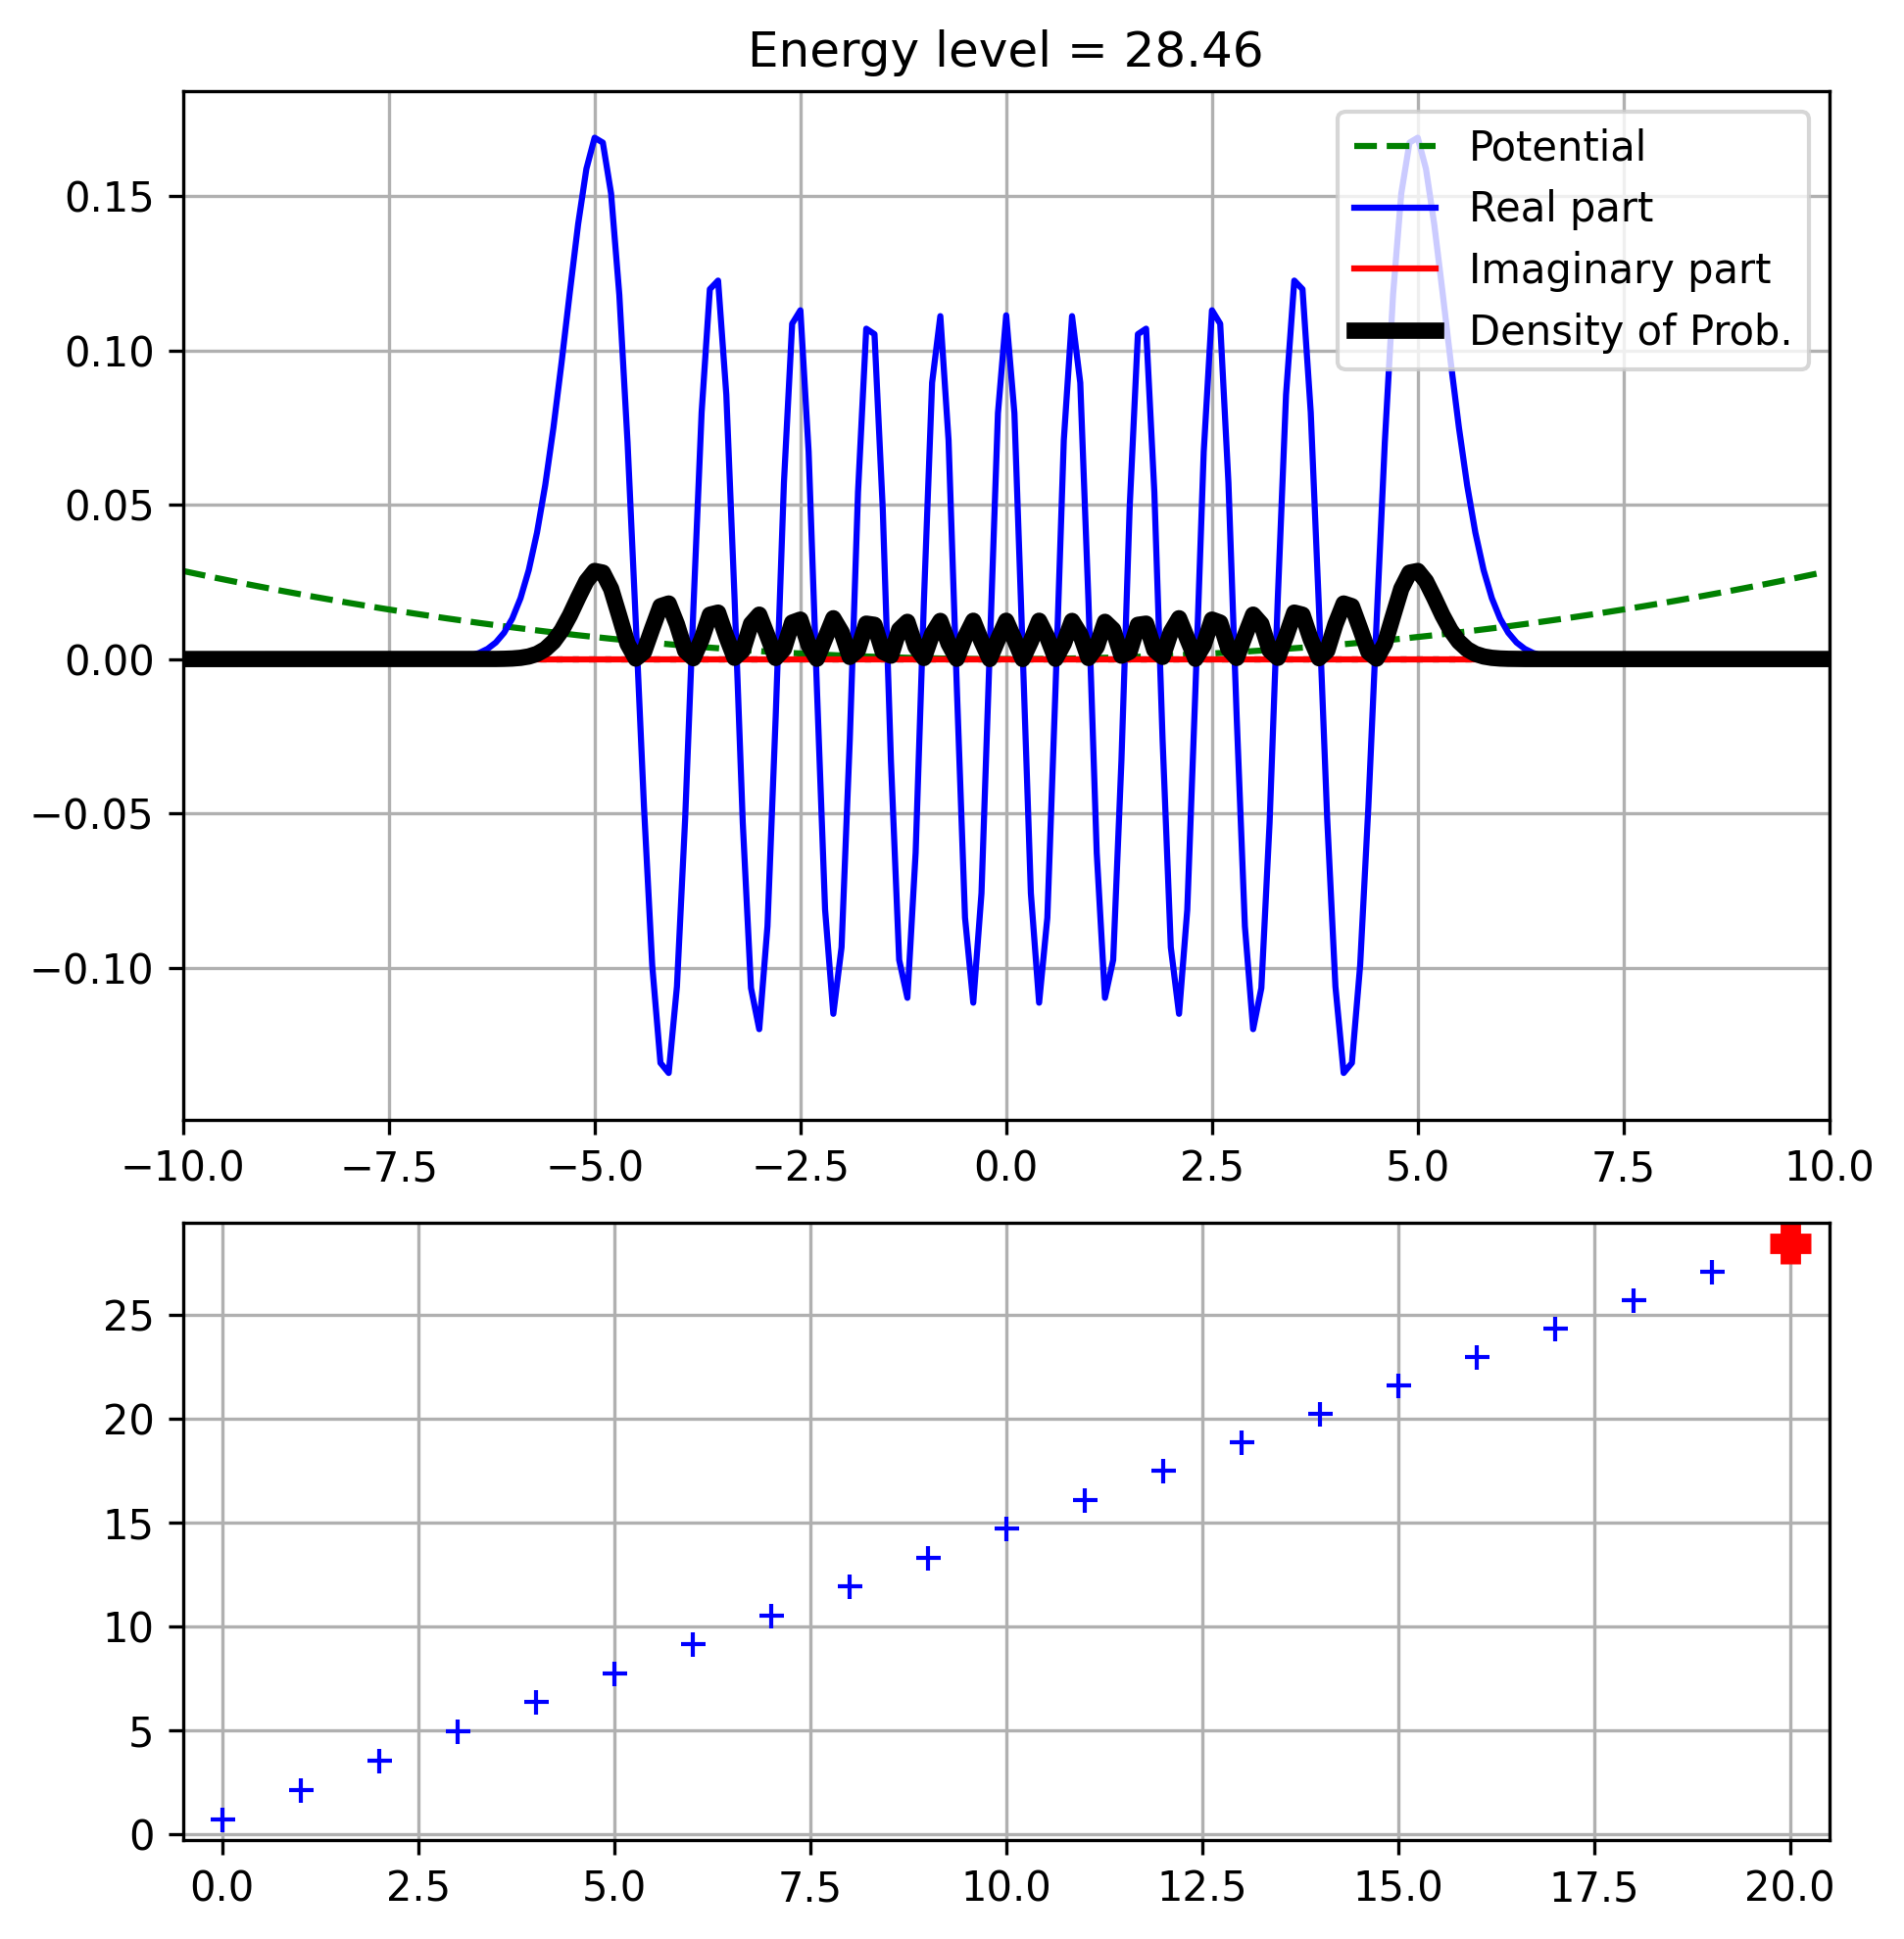 Energy level = 28.46
Potential
Real part
Imaginary part
Density of Prob.
0.15
0.10
0.05
0.00
−0.05
−0.10
−10.0 −7.5 −5.0 −2.5 0.0 2.5 5.0 7.5 10.0
25
20
15
10
5
0
0.0 2.5 5.0 7.5 10.0 12.5 15.0 17.5 20.0